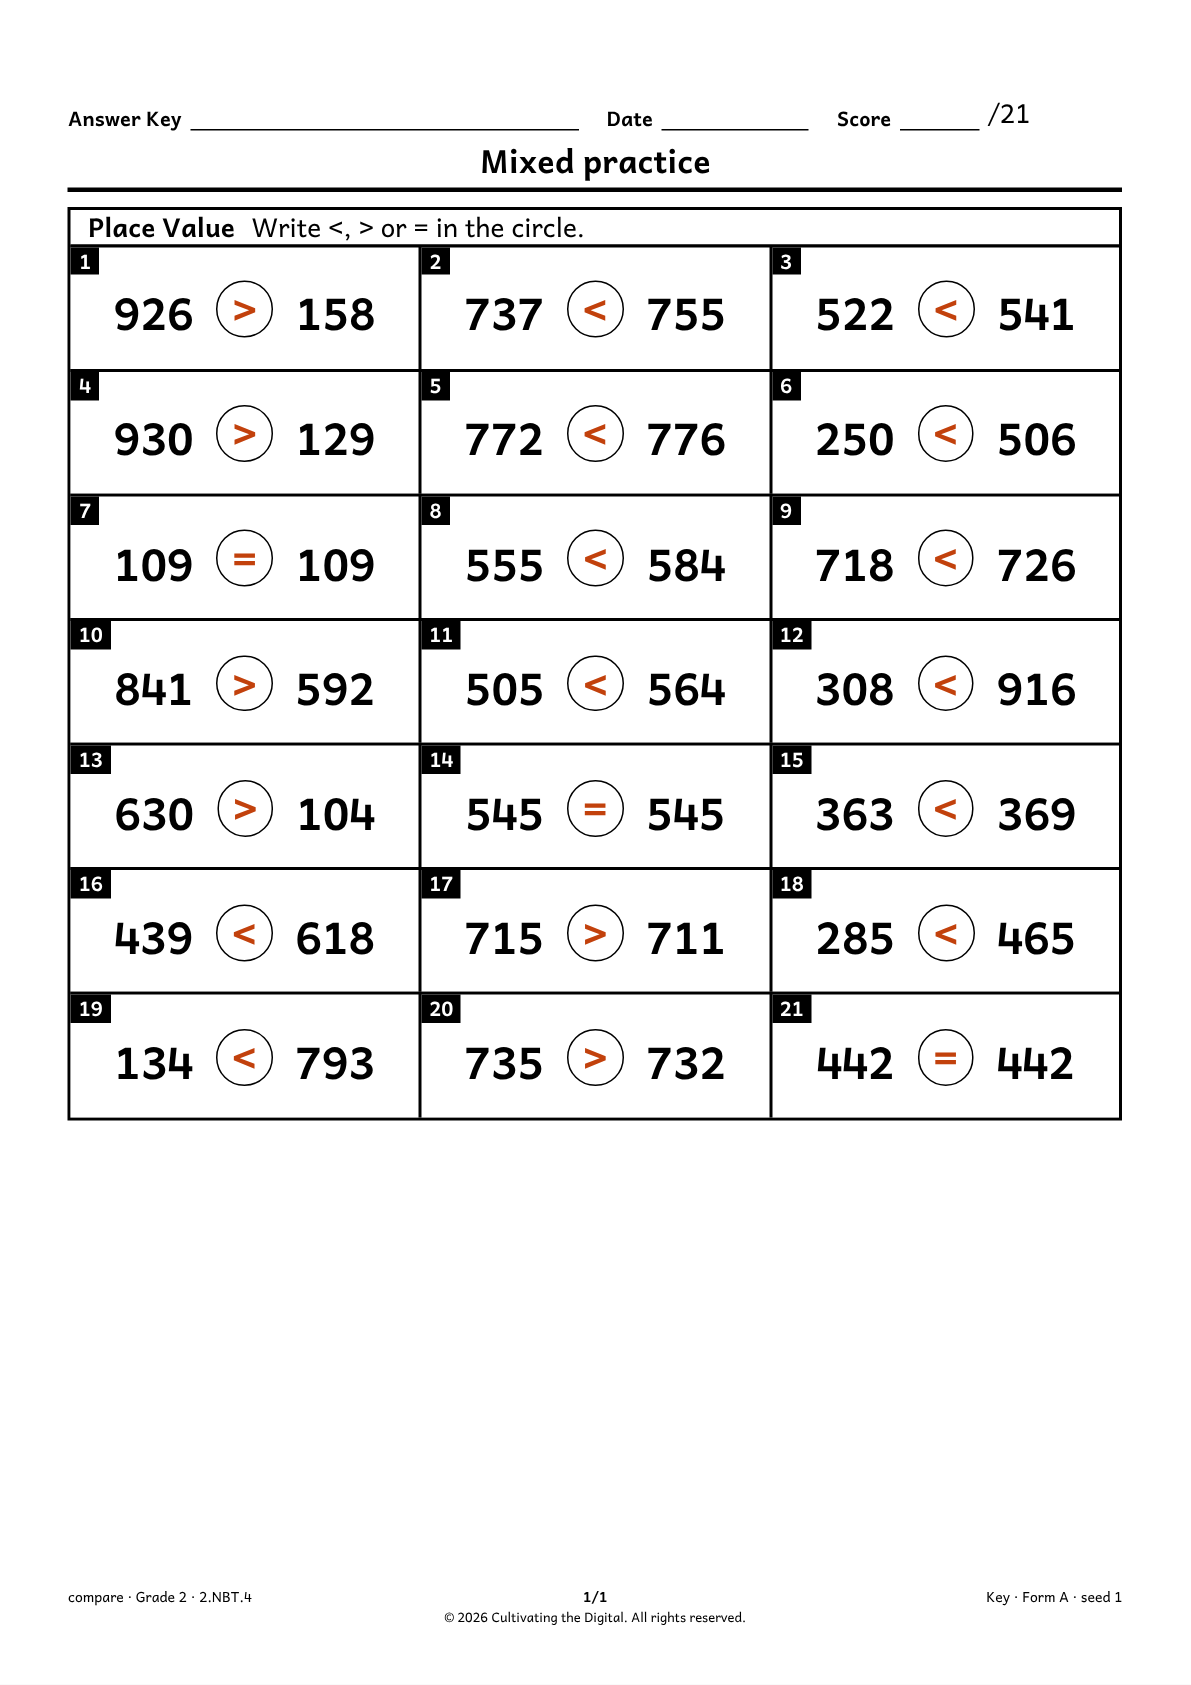 Answer Key Date Score /21
Mixed practice
Place Value Write <, > or = in the circle.
1 2 3
926 > 158 737 < 755 522 < 541
4 5 6
930 > 129 772 < 776 250 < 506
7 8 9
109 = 109 555 < 584 718 < 726
10 11 12
841 > 592 505 < 564 308 < 916
13 14 15
630 > 104 545 = 545 363 < 369
16 17 18
439 < 618 715 > 711 285 < 465
19 20 21
134 < 793 735 > 732 442 = 442
compare · Grade 2 · 2.NBT.4 1/1 Key · Form A · seed 1
© 2026 Cultivating the Digital. All rights reserved.